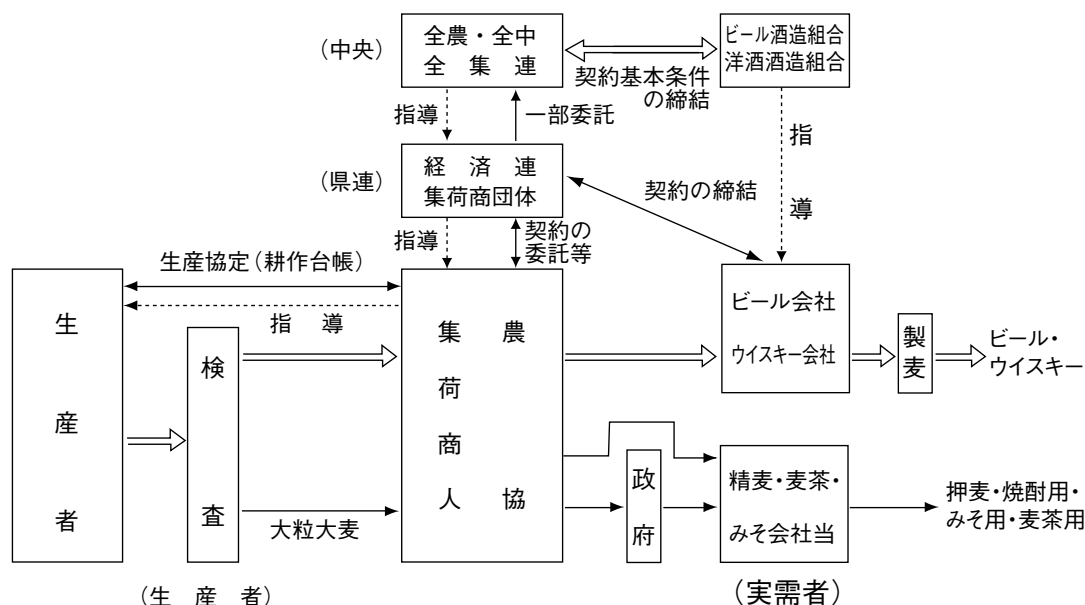 （中央）
全農・全中
全集連
ビール酒造組合
洋酒酒造組合
契約基本条件
の締結
指導
一部委託
指導
（県連）
経済連
集荷商団体
契約の締結
指導
契約の
委託等
生産協定（耕作台帳）
指導
生産者
検査
大粒大麦
農協
集荷商人
ビール会社
ウイスキー会社
製麦
ビール・
ウイスキー
政府
精麦・麦茶・
みそ会社当
押麦・焼酎用・
みそ用・麦茶用
（生産者）
（実需者）